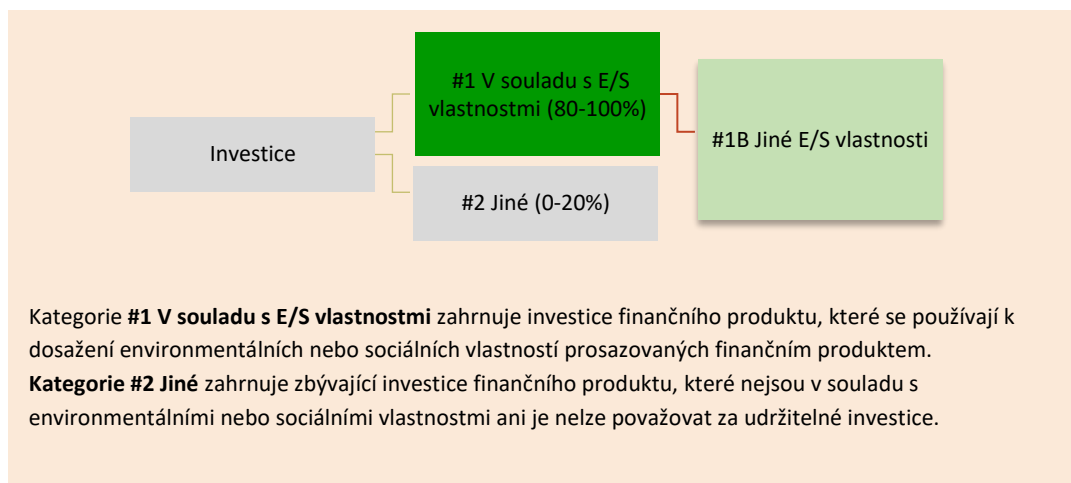 #1 V souladu s E/S
vlastnostmi (80-100%)
#1B Jiné E/S vlastnosti
Investice
#2 Jiné (0-20%)
Kategorie #1 V souladu s E/S vlastnostmi zahrnuje investice finančního produktu, které se používají k
dosažení environmentálních nebo sociálních vlastností prosazovaných finančním produktem.
Kategorie #2 Jiné zahrnuje zbývající investice finančního produktu, které nejsou v souladu s
environmentálními nebo sociálními vlastnostmi ani je nelze považovat za udržitelné investice.